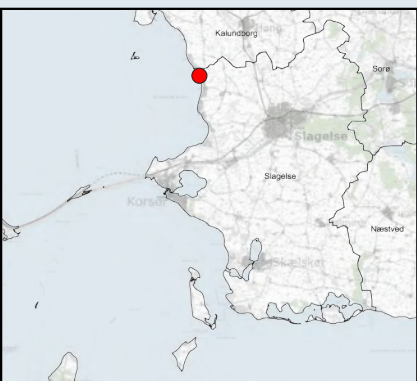 Kalundborg
Sorø
Slagelse
Slagelse
Korsør
Næstved
Skælskør